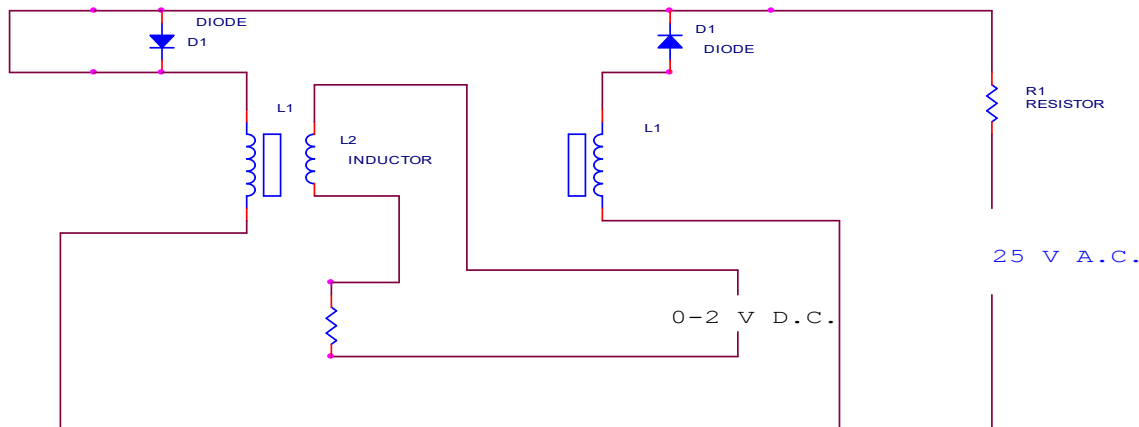 DIODE
D1
D1
DIODE
L1
L2
INDUCTOR
L1
R1
RESISTOR
25 V A.C.
0-2 V D.C.